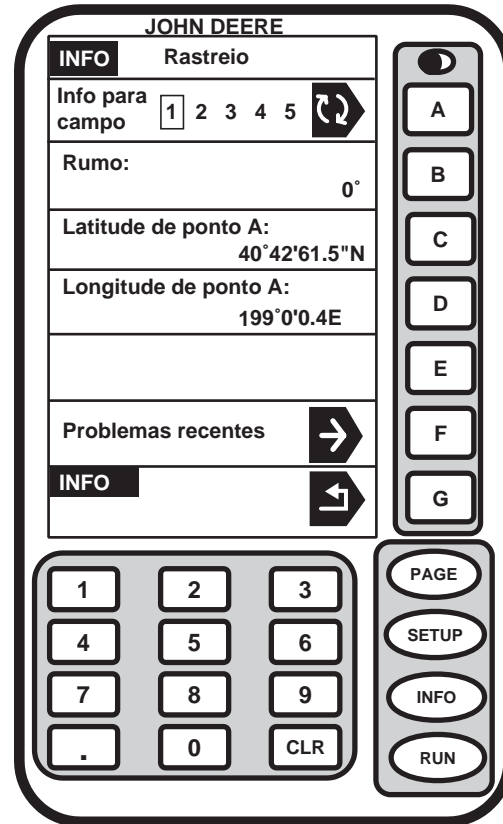 JOHN DEERE
INFO Rastreio
Info para
campo 1 2 3 4 5
Rumo:
0˚
Latitude de ponto A:
40˚42'61.5"N
Longitude de ponto A:
199˚0'0.4E
Problemas recentes
INFO
A
B
C
D
E
F
G
PAGE
SETUP
INFO
RUN
1 2 3
4 5 6
7 8 9
. 0 CLR